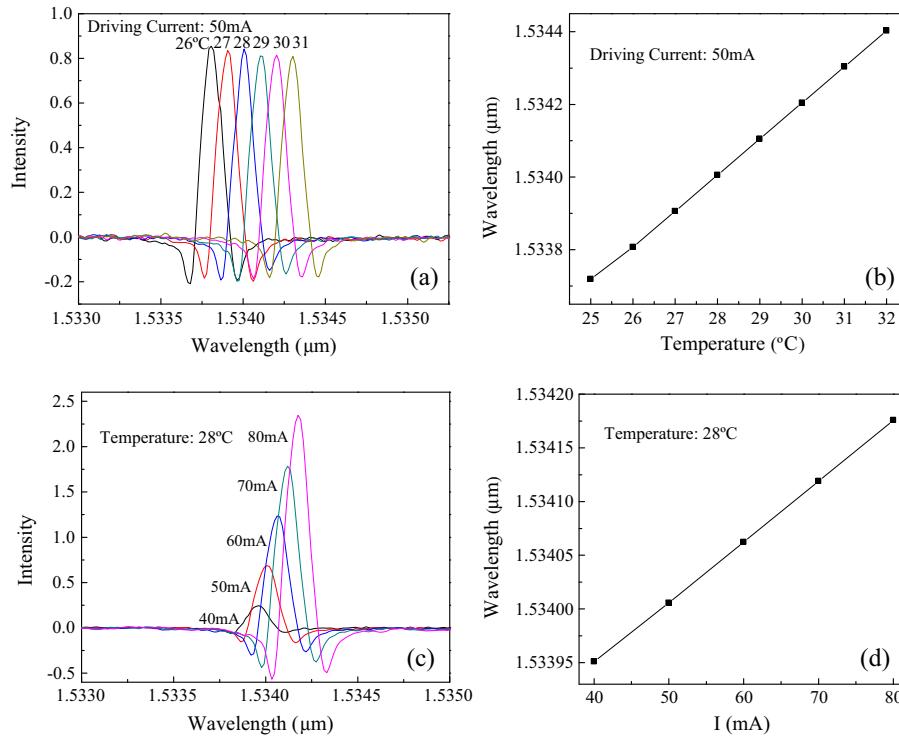 Driving Current: 50mA
26ºC 27 28 29 30 31
1.0
0.8
0.6
0.4
0.2
0.0
-0.2
Intensity
(a)
1.5330 1.5335 1.5340 1.5345 1.5350
Wavelength (μm)
1.5344
1.5342
1.5340
1.5338
Wavelength (μm)
Driving Current: 50mA
(b)
25 26 27 28 29 30 31 32
Temperature (ºC)
2.5
2.0
1.5
1.0
0.5
0.0
-0.5
Intensity
Temperature: 28ºC
80mA
70mA
60mA
50mA
40mA
(c)
1.5330 1.5335 1.5340 1.5345 1.5350
Wavelength (μm)
1.53420
1.53415
1.53410
1.53405
1.53400
1.53395
Wavelength (μm)
Temperature: 28ºC
(d)
40 50 60 70 80
I (mA)